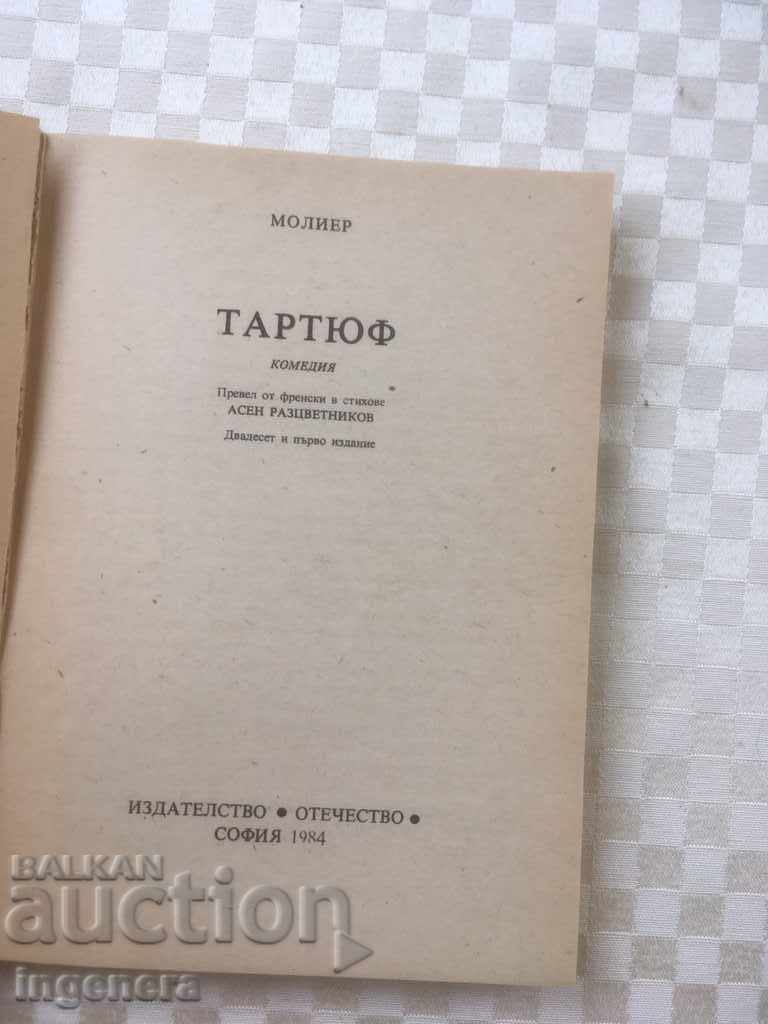 МОЛИЕР
ТАРТЮФ
КОМЕДИЯ
Превел от френски в стихове
АСЕН РАЗЦВЕТНИКОВ
Двадесет и първо издание
ИЗДАТЕЛСТВО • ОТЕЧЕСТВО •
СОФИЯ 1984
BALKAN
auction
ingenera